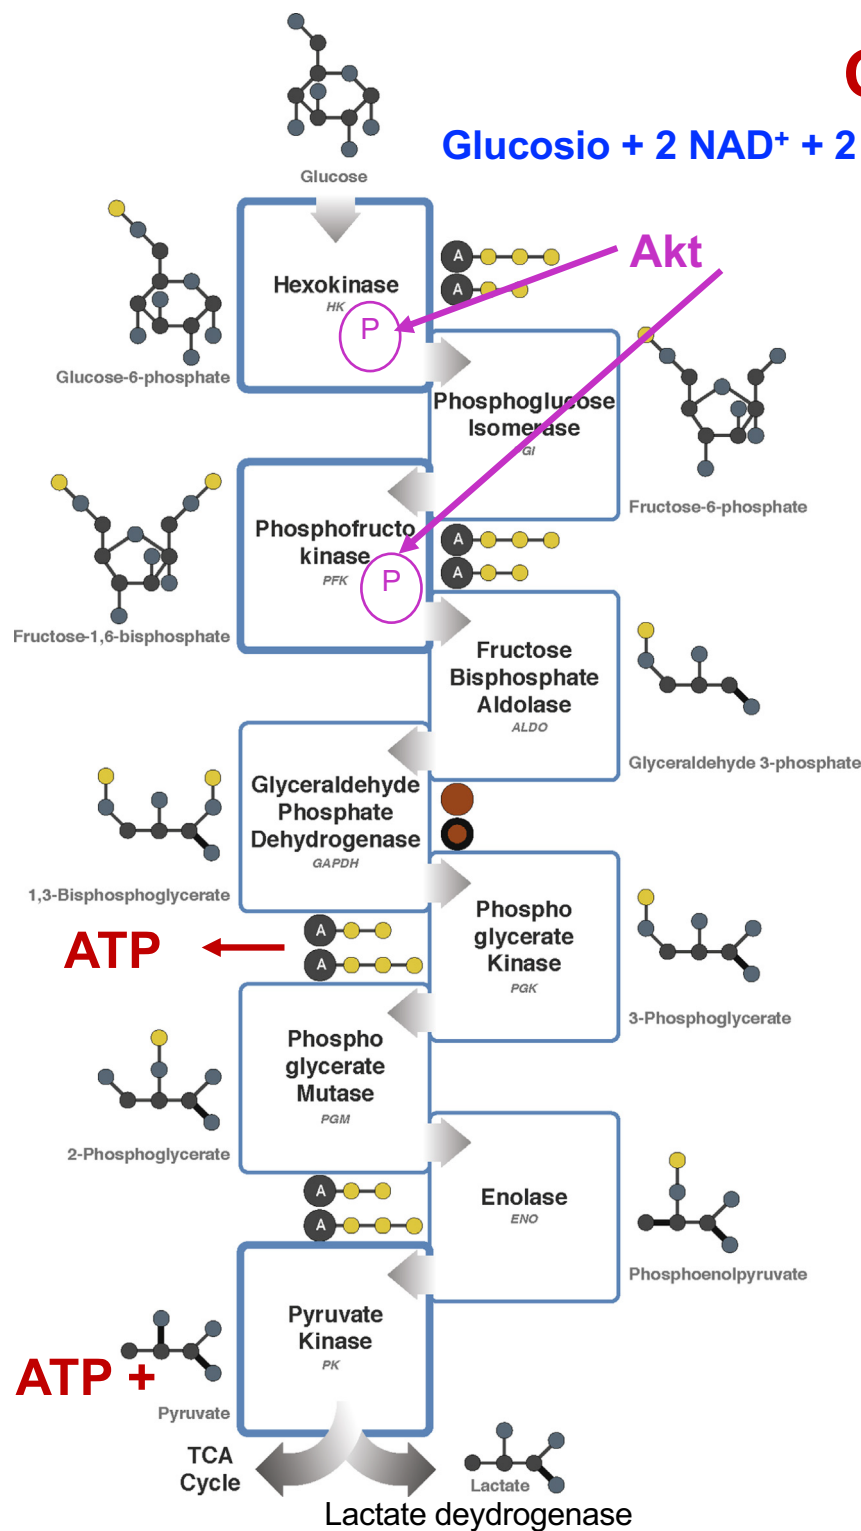 Glucose
Glucosio + 2 NAD⁺ + 2
Akt
Hexokinase
HK
P
A
A
Glucose-6-phosphate
Phosphoglucose
Isomerase
GI
Fructose-6-phosphate
Phosphofructo
kinase
PFK
P
A
A
Fructose-1,6-bisphosphate
Fructose
Bisphosphate
Aldolase
ALDO
Glyceraldehyde 3-phosphate
Glyceraldehyde
Phosphate
Dehydrogenase
GAPDH
1,3-Bisphosphoglycerate
ATP
A
A
Phospho
glycerate
Kinase
PGK
3-Phosphoglycerate
Phospho
glycerate
Mutase
PGM
2-Phosphoglycerate
A
A
Enolase
ENO
Phosphoenolpyruvate
Pyruvate
Kinase
PK
ATP +
Pyruvate
TCA
Cycle
Lactate
Lactate deydrogenase